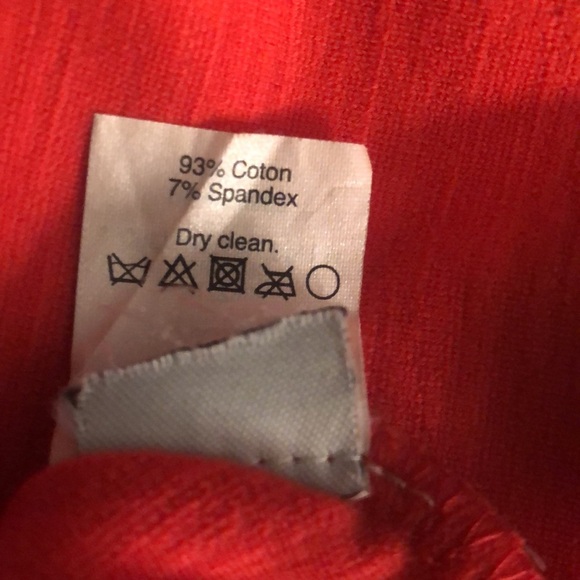 93% Coton
7% Spandex
Dry clean.